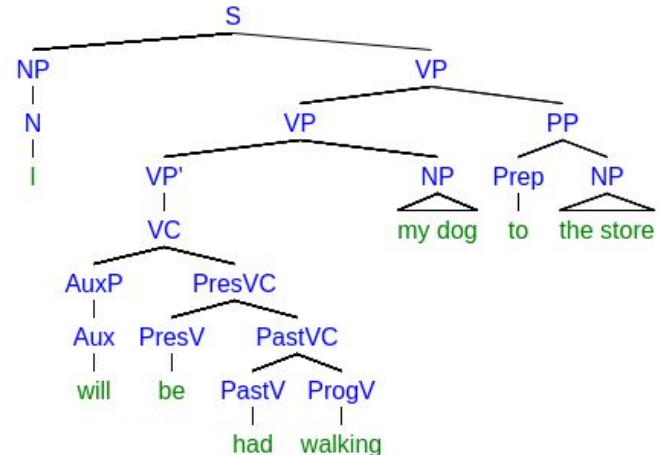 S
NP VP
N VP PP
I VP' NP Prep NP
VC my dog to the store
AuxP PresVC
Aux PresV PastVC
will be PastV ProgV
had walking